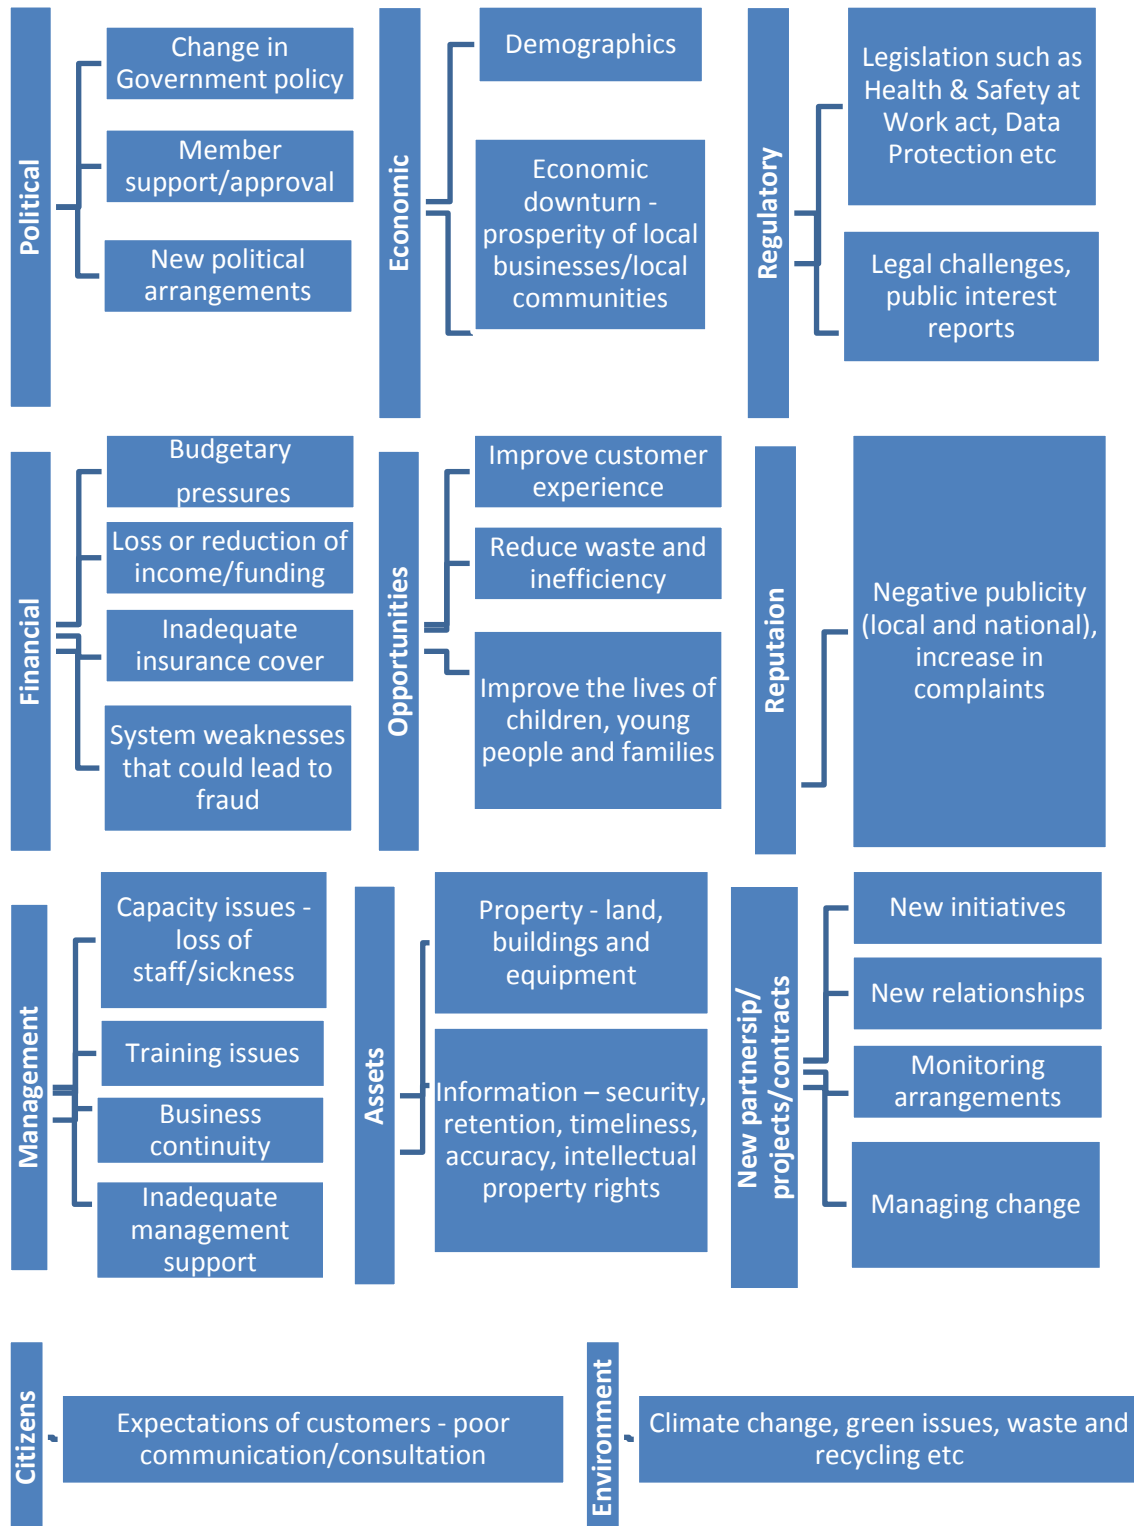 Political
Change in
Government policy
Member
support/approval
New political
arrangements
Economic
Demographics
Economic
downturn -
prosperity of local
businesses/local
communities
Regulatory
Legislation such as
Health & Safety at
Work act, Data
Protection etc
Legal challenges,
public interest
reports
Financial
Budgetary
pressures
Loss or reduction of
income/funding
Inadequate
insurance cover
System weaknesses
that could lead to
fraud
Opportunities
Improve customer
experience
Reduce waste and
inefficiency
Improve the lives of
children, young
people and families
Reputaion
Negative publicity
(local and national),
increase in
complaints
Management
Capacity issues -
loss of
staff/sickness
Training issues
Business
continuity
Inadequate
management
support
Assets
Property - land,
buildings and
equipment
Information – security,
retention, timeliness,
accuracy, intellectual
property rights
New partnersip/
projects/contracts
New initiatives
New relationships
Monitoring
arrangements
Managing change
Citizens
Expectations of customers - poor
communication/consultation
Environment
Climate change, green issues, waste and
recycling etc